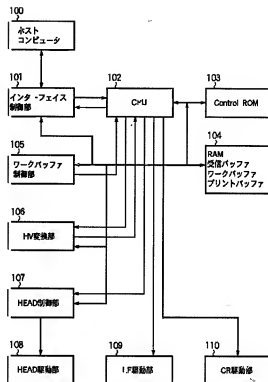 100
ホスト
コンピュータ
101
インタ-フェイス
制御部
102
CPU
103
Control ROM
104
RAM
受信バッファ
ワークバッファ
プリントバッファ
105
ワークバッファ
制御部
106
HV変換部
107
HEAD制御部
108
HEAD駆動部
109
LF駆動部
110
CR駆動部